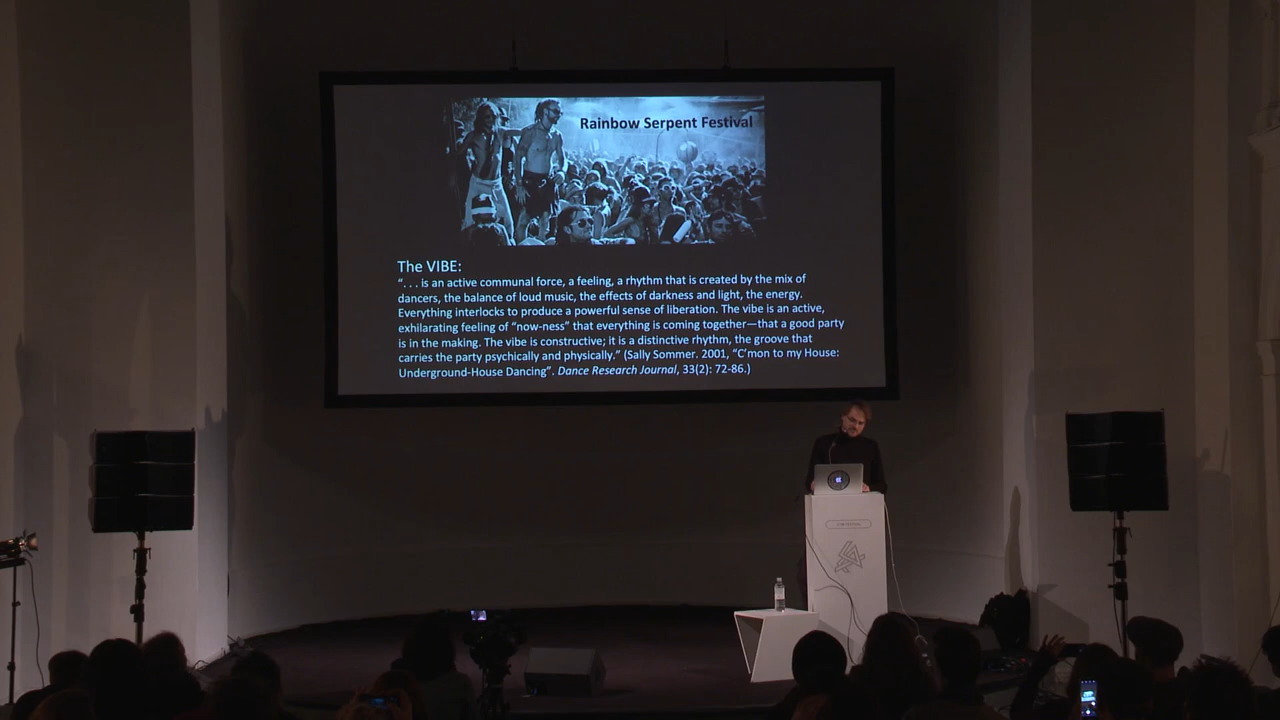 Rainbow Serpent Festival
The VIBE:
“. . . is an active communal force, a feeling, a rhythm that is created by the mix of
dancers, the balance of loud music, the effects of darkness and light, the energy.
Everything interlocks to produce a powerful sense of liberation. The vibe is an active,
exhilarating feeling of “now-ness” that everything is coming together—that a good party
is in the making. The vibe is constructive; it is a distinctive rhythm, the groove that
carries the party psychically and physically.” (Sally Sommer. 2001, “C’mon to my House:
Underground-House Dancing”. Dance Research Journal, 33(2): 72-86.)